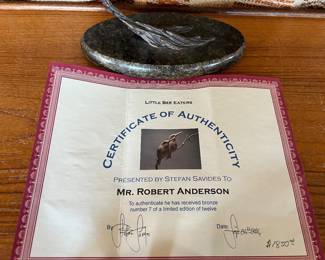 Little Bee Eaters
CERTIFICATE OF AUTHENTICITY
Presented by Stefan Savides To
Mr. Robert Anderson
To authenticate he has received bronze
number 7 of a limited edition of twelve
By: Date:
$1800.00